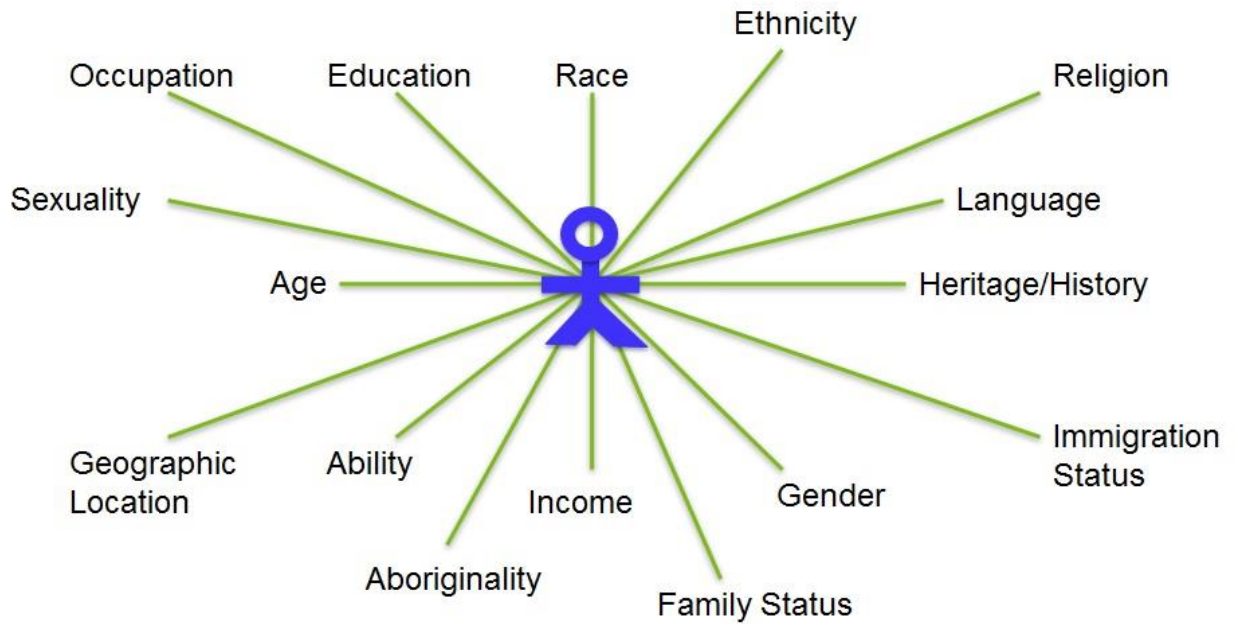 Ethnicity
Occupation
Education
Race
Religion
Sexuality
Language
Age
Heritage/History
Geographic
Location
Ability
Income
Gender
Immigration
Status
Aboriginality
Family Status